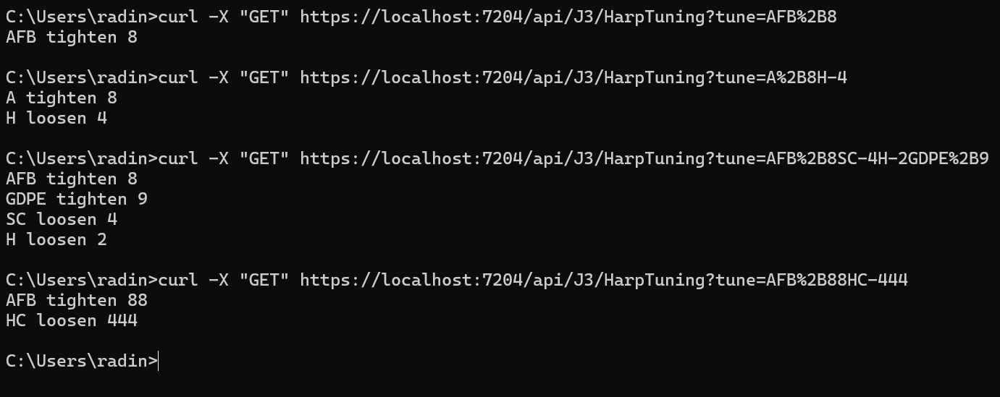 C:\Users\radin>curl -X "GET" https://localhost:7204/api/J3/HarpTuning?tune=AFB%2B8
AFB tighten 8
C:\Users\radin>curl -X "GET" https://localhost:7204/api/J3/HarpTuning?tune=A%2B8H-4
A tighten 8
H loosen 4
C:\Users\radin>curl -X "GET" https://localhost:7204/api/J3/HarpTuning?tune=AFB%2B8SC-4H-2GDPE%2B9
AFB tighten 8
GDPE tighten 9
SC loosen 4
H loosen 2
C:\Users\radin>curl -X "GET" https://localhost:7204/api/J3/HarpTuning?tune=AFB%2B88HC-444
AFB tighten 88
HC loosen 444
C:\Users\radin>